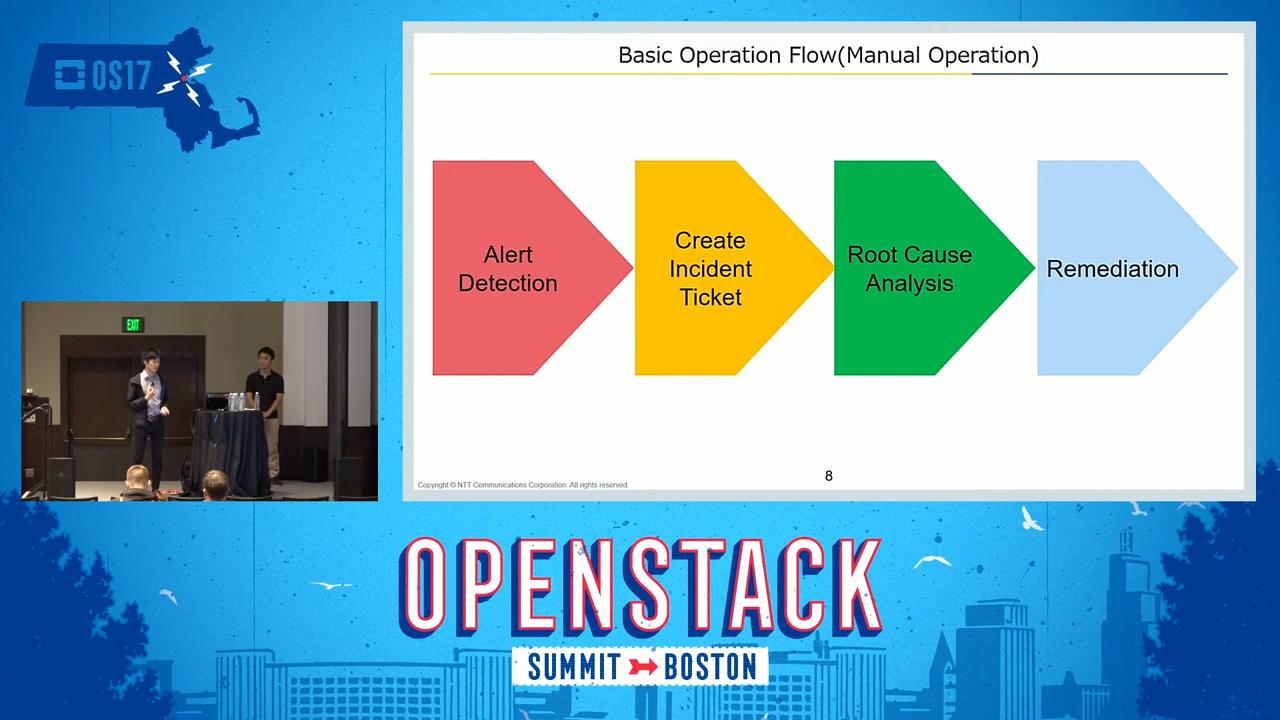 OS17
Basic Operation Flow(Manual Operation)
Alert
Detection
Create
Incident
Ticket
Root Cause
Analysis
Remediation
EXIT
8
Copyright © NTT Communications Corporation. All rights reserved.
OPENSTACK
SUMMIT BOSTON